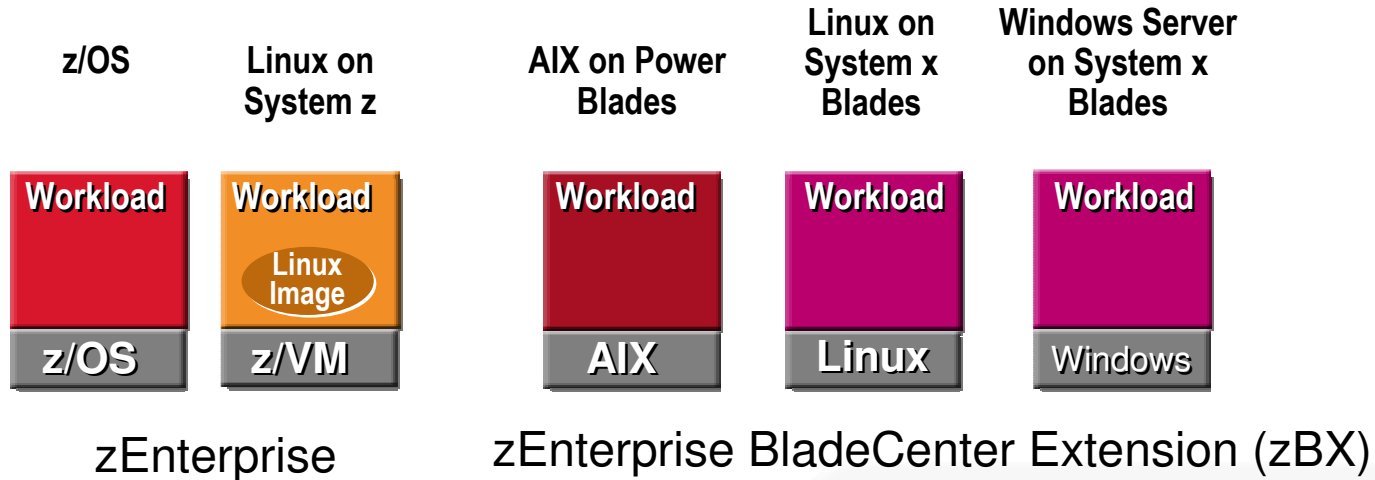 z/OS
Linux on
System z
AIX on Power
Blades
Linux on
System x
Blades
Windows Server
on System x
Blades
Workload
Workload
Linux
Image
Workload
Workload
Workload
z/OS
z/VM
AIX
Linux
Windows
zEnterprise
zEnterprise BladeCenter Extension (zBX)